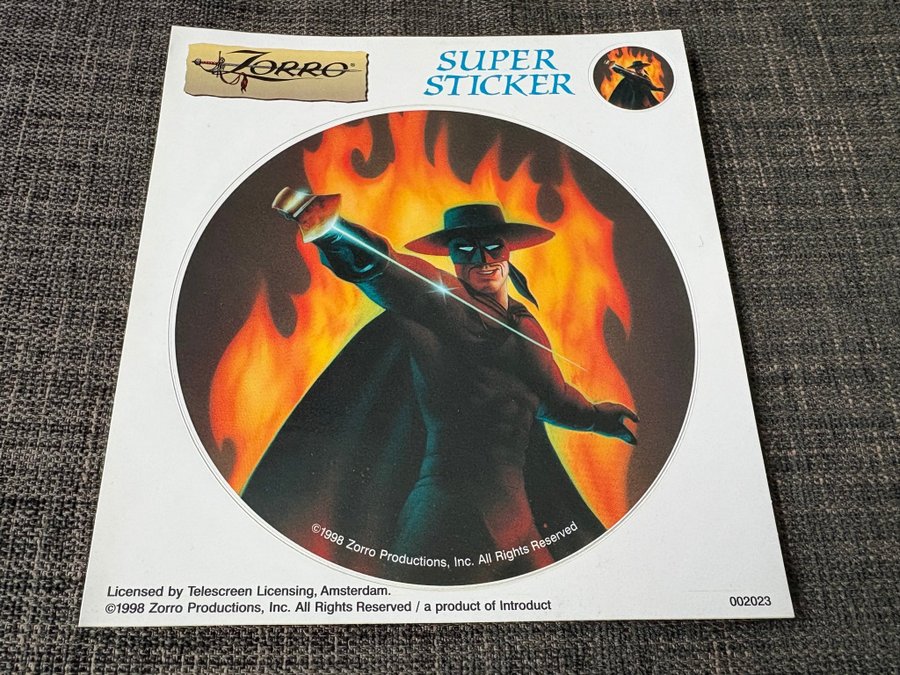 ZORRO®
SUPER
STICKER
©1998 Zorro Productions, Inc. All Rights Reserved
Licensed by Telescreen Licensing, Amsterdam.
©1998 Zorro Productions, Inc. All Rights Reserved / a product of Introduct
002023